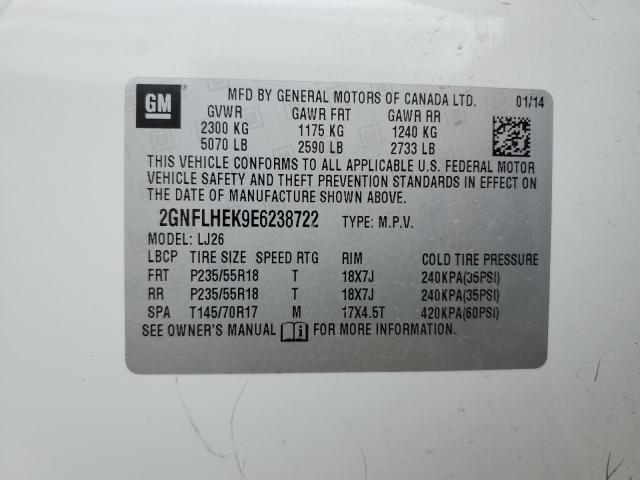 GM ®
MFD BY GENERAL MOTORS OF CANADA LTD. 01/14
GVWR GAWR FRT GAWR RR
2300 KG 1175 KG 1240 KG
5070 LB 2590 LB 2733 LB
THIS VEHICLE CONFORMS TO ALL APPLICABLE U.S. FEDERAL MOTOR
VEHICLE SAFETY AND THEFT PREVENTION STANDARDS IN EFFECT ON
THE DATE OF MANUFACTURE SHOWN ABOVE.
2GNFLHEK9E6238722 TYPE: M.P.V.
MODEL: LJ26
LBCP TIRE SIZE SPEED RTG RIM COLD TIRE PRESSURE
FRT P235/55R18 T 18X7J 240KPA(35PSI)
RR P235/55R18 T 18X7J 240KPA(35PSI)
SPA T145/70R17 M 17X4.5T 420KPA(60PSI)
SEE OWNER'S MANUAL FOR MORE INFORMATION.